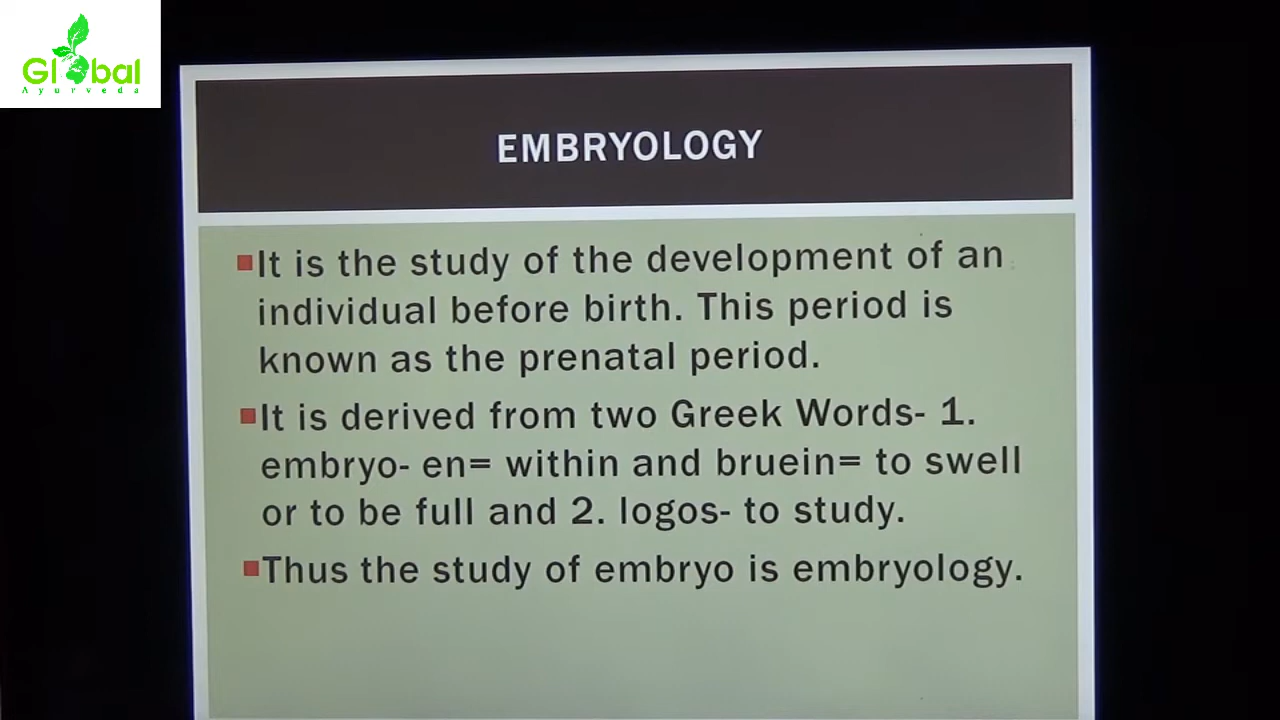 Global
Ayurveda
EMBRYOLOGY
It is the study of the development of an
individual before birth. This period is
known as the prenatal period.
It is derived from two Greek Words- 1.
embryo- en= within and bruein= to swell
or to be full and 2. logos- to study.
Thus the study of embryo is embryology.